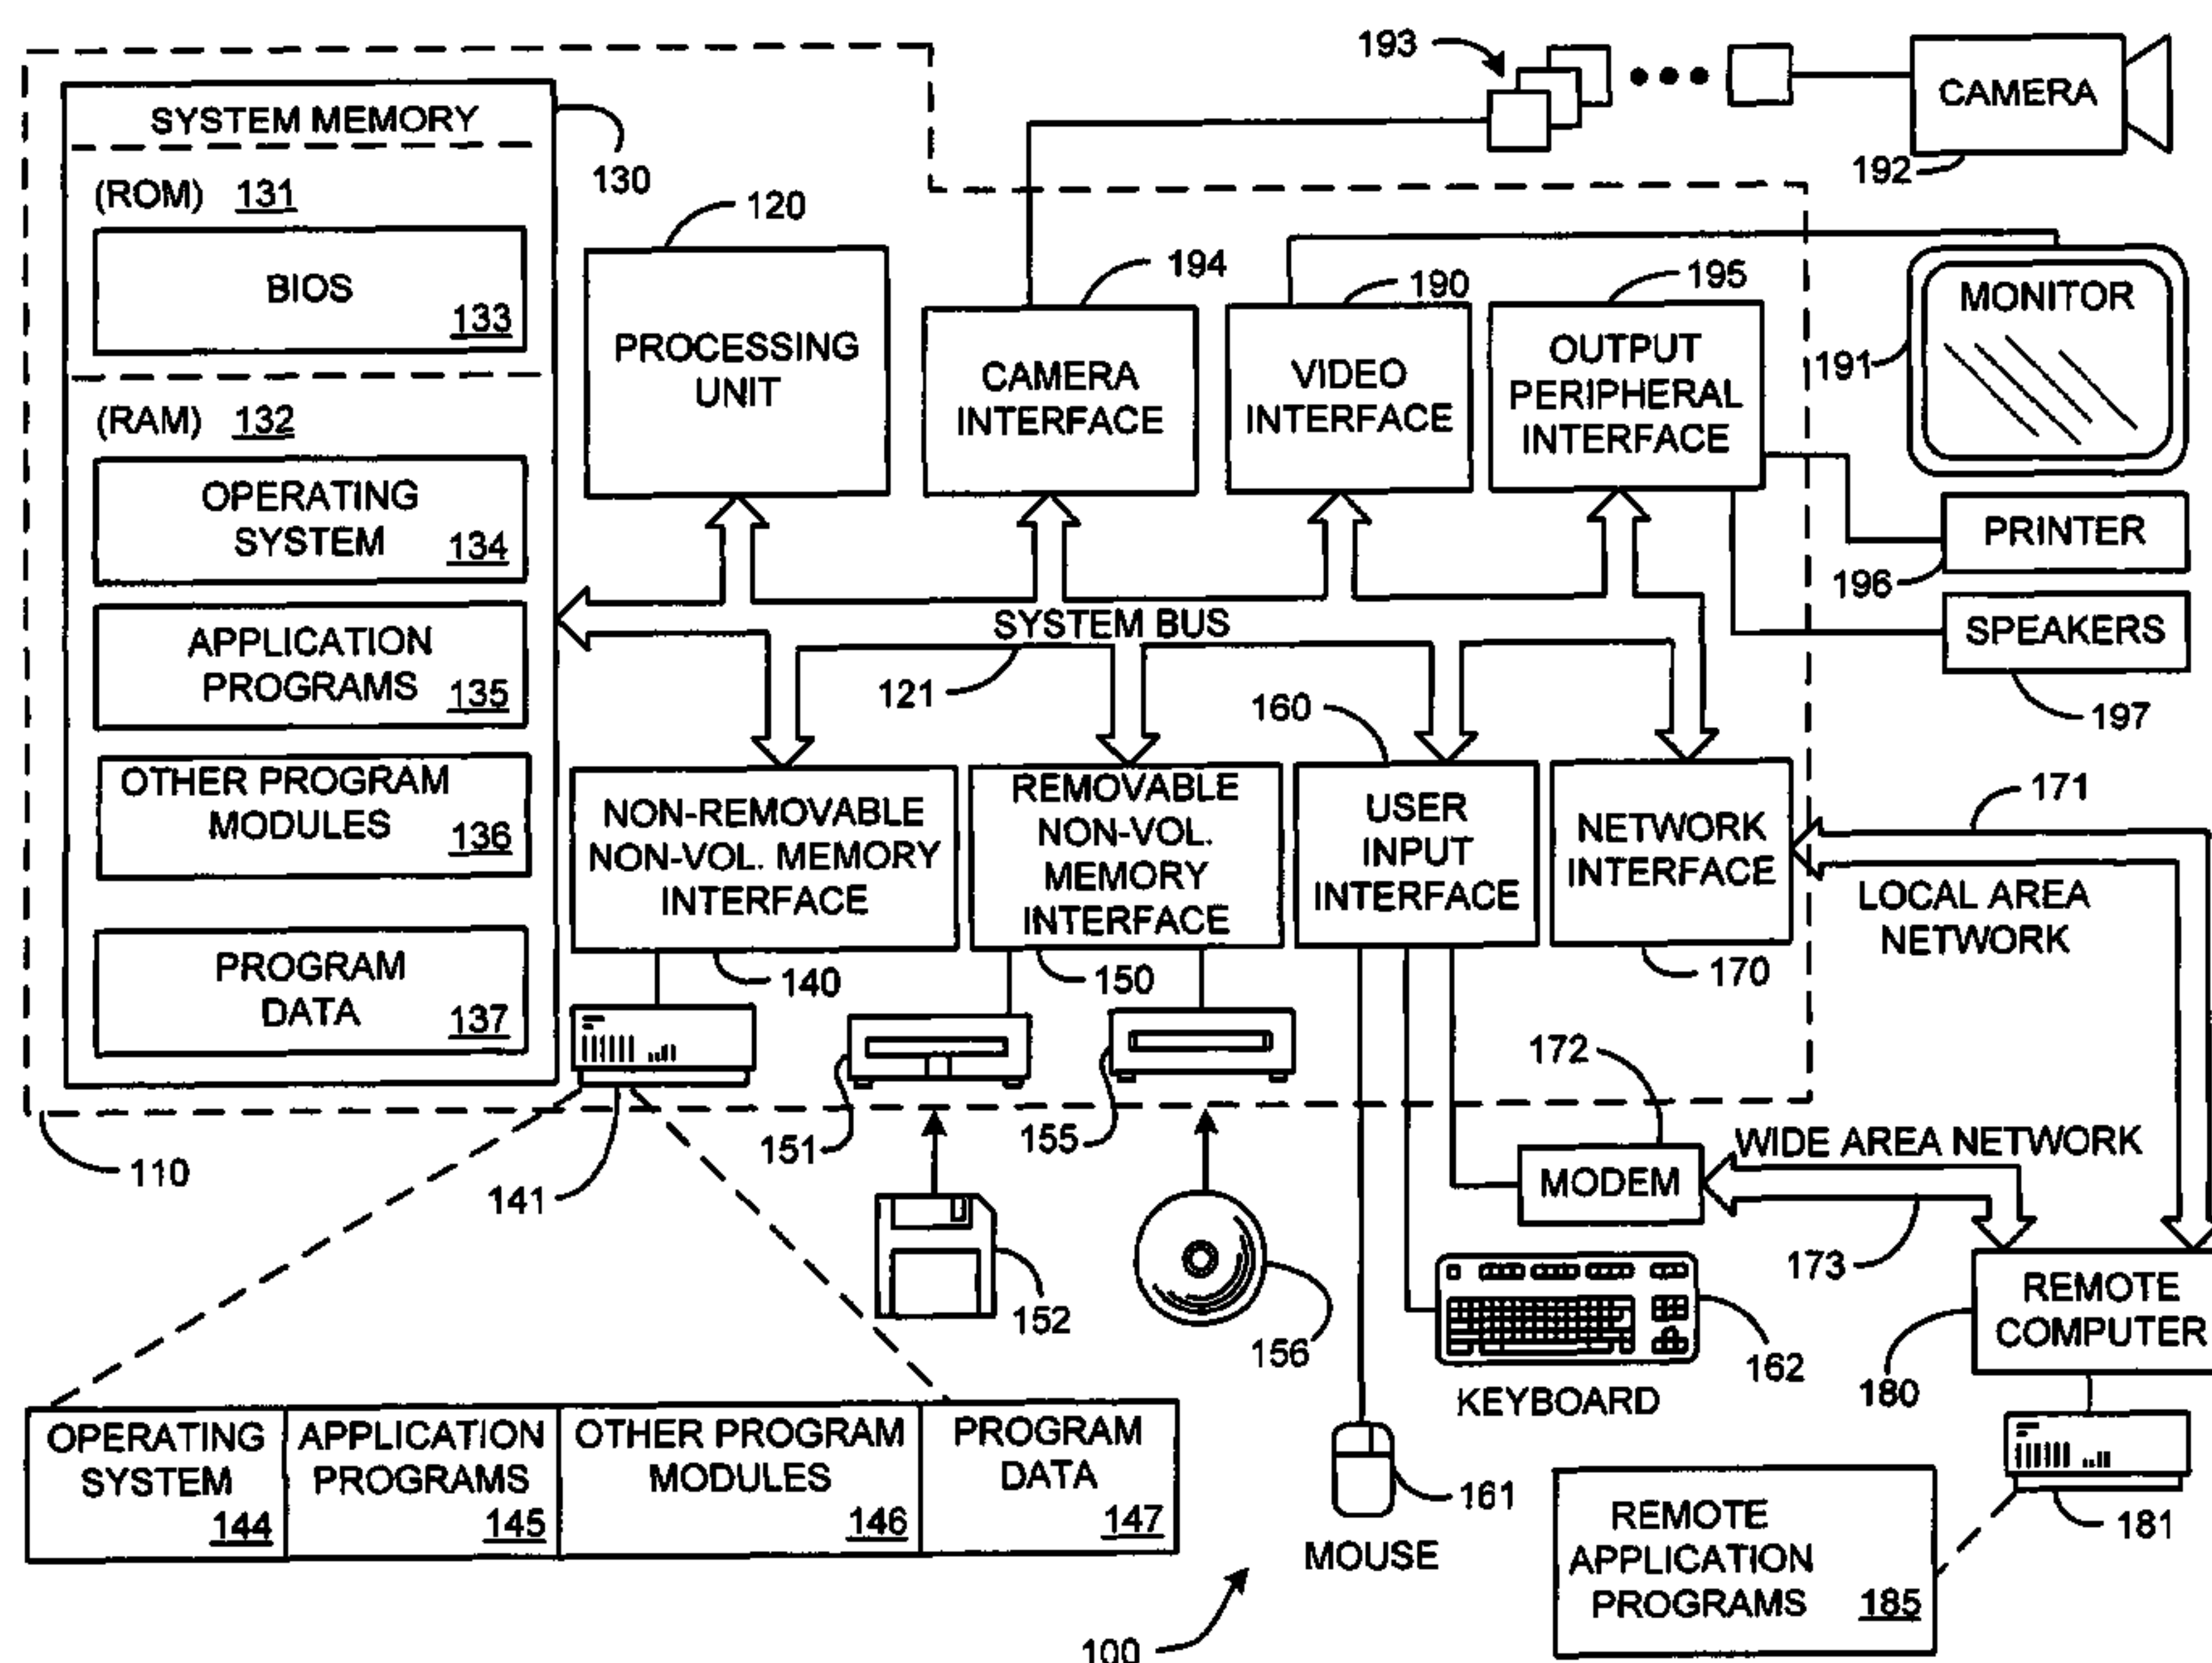 193
CAMERA
192
SYSTEM MEMORY
130
(ROM) 131
BIOS
133
(RAM) 132
OPERATING
SYSTEM 134
APPLICATION
PROGRAMS 135
OTHER PROGRAM
MODULES
136
PROGRAM
DATA 137
120
PROCESSING
UNIT
194
CAMERA
INTERFACE
190
VIDEO
INTERFACE
195
OUTPUT
PERIPHERAL
INTERFACE
MONITOR
191
PRINTER
196
SPEAKERS
197
SYSTEM BUS
121
NON-REMOVABLE
NON-VOL. MEMORY
INTERFACE
140
REMOVABLE
NON-VOL.
MEMORY
INTERFACE
150
160
USER
INPUT
INTERFACE
NETWORK
INTERFACE
170
171
LOCAL AREA
NETWORK
110
141
151
152
155
156
172
MODEM
WIDE AREA NETWORK
173
REMOTE
COMPUTER
180
181
162
KEYBOARD
161
MOUSE
OPERATING
SYSTEM
144
APPLICATION
PROGRAMS
145
OTHER PROGRAM
MODULES
146
PROGRAM
DATA
147
REMOTE
APPLICATION
PROGRAMS 185
100